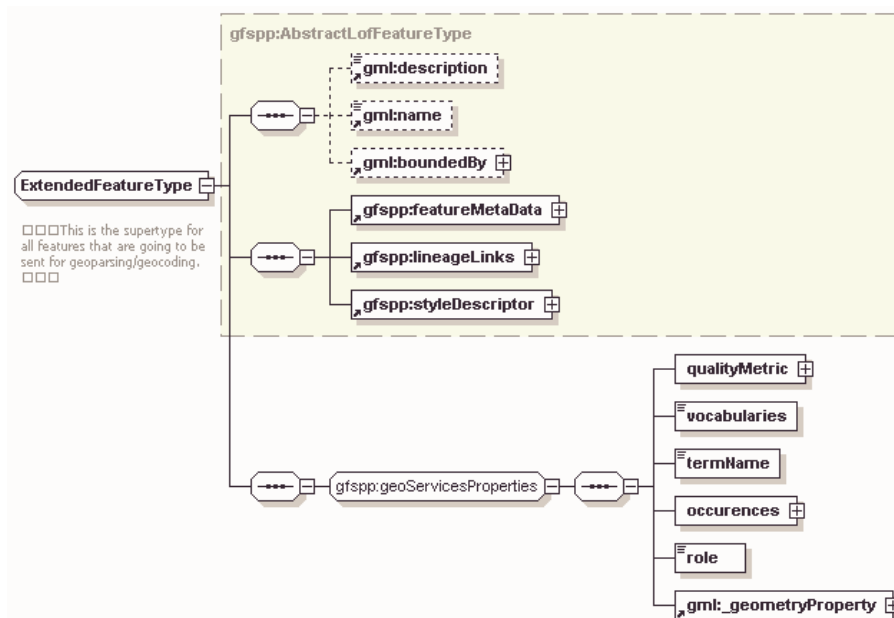 gfspp:AbstractLofFeatureType
gml:description
gml:name
gml:boundedBy
ExtendedFeatureType
This is the supertype for
all features that are going to be
sent for geoparsing/geocoding.
gfspp:featureMetaData
gfspp:lineageLinks
gfspp:styleDescriptor
gfspp:geoServicesProperties
qualityMetric
vocabularies
termName
occurences
role
gml:_geometryProperty